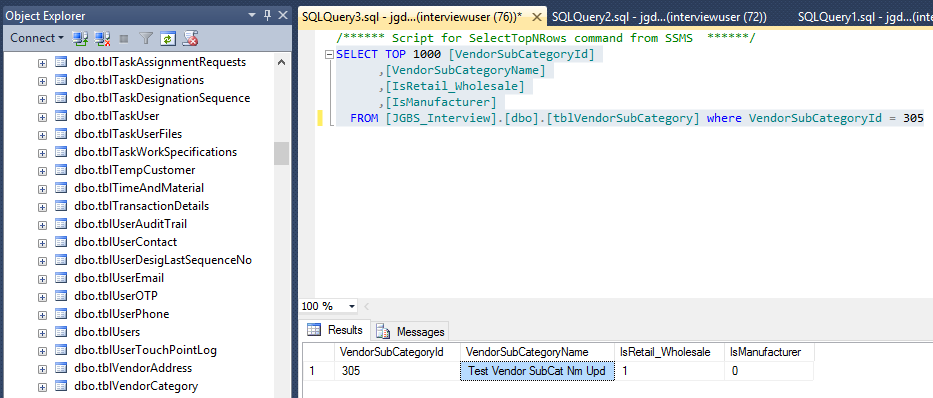 Object Explorer
Connect
dbo.tblTaskAssignmentRequests
dbo.tblTaskDesignations
dbo.tblTaskDesignationSequence
dbo.tblTaskUser
dbo.tblTaskUserFiles
dbo.tblTaskWorkSpecifications
dbo.tblTempCustomer
dbo.tblTimeAndMaterial
dbo.tblTransactionDetails
dbo.tblUserAuditTrail
dbo.tblUserContact
dbo.tblUserDesigLastSequenceNo
dbo.tblUserEmail
dbo.tblUserOTP
dbo.tblUserPhone
dbo.tblUsers
dbo.tblUserTouchPointLog
dbo.tblVendorAddress
dbo.tblVendorCategory
SQLQuery3.sql - jgd...(interviewuser (76))* SQLQuery2.sql - jgd...(interviewuser (72)) SQLQuery1.sql - jgd...(inte
/****** Script for SelectTopNRows command from SSMS ******/
SELECT TOP 1000 [VendorSubCategoryId]
,[VendorSubCategoryName]
,[IsRetail_Wholesale]
,[IsManufacturer]
FROM [JGBS_Interview].[dbo].[tblVendorSubCategory] where VendorSubCategoryId = 305
100 %
Results Messages
VendorSubCategoryId VendorSubCategoryName IsRetail_Wholesale IsManufacturer
1 305 Test Vendor SubCat Nm Upd 1 0